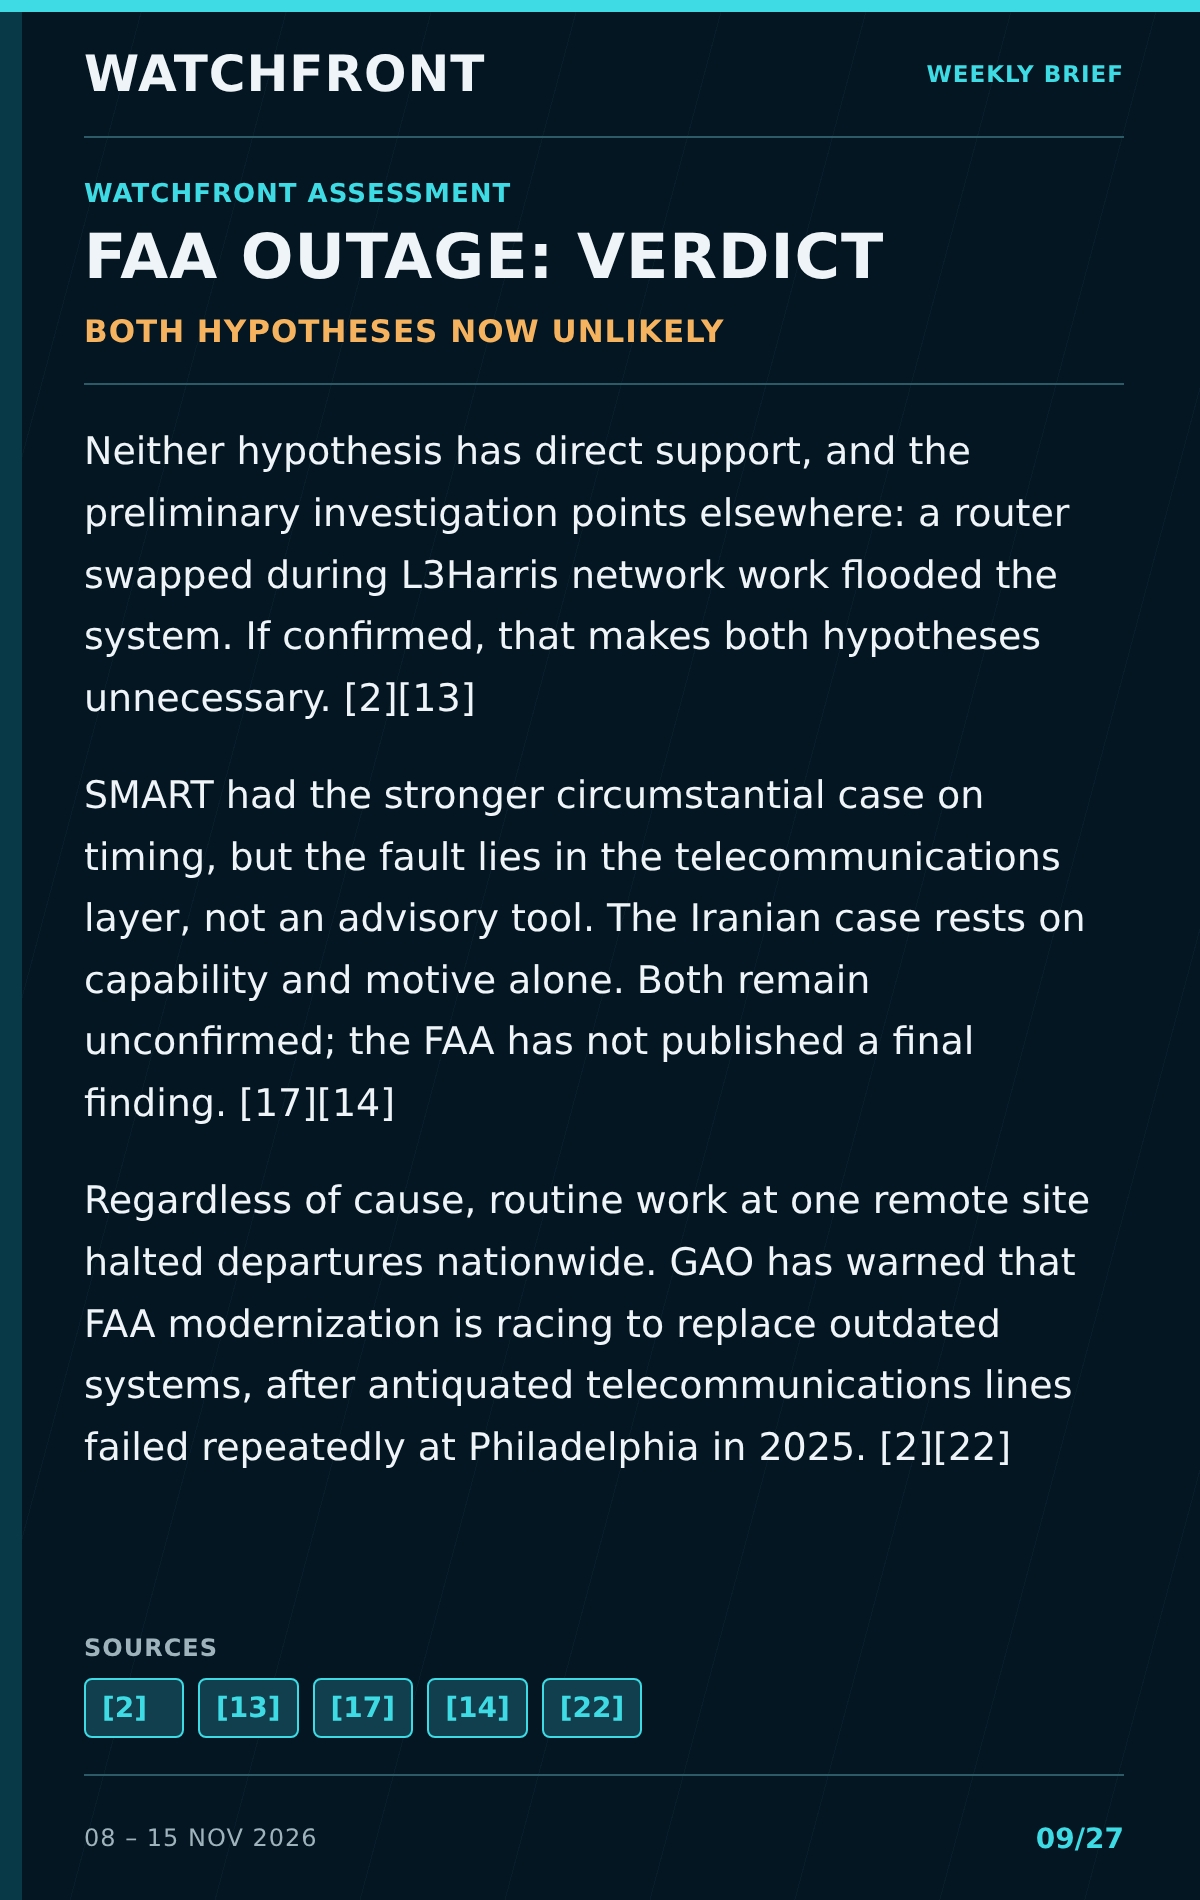 WATCHFRONT
WEEKLY BRIEF
WATCHFRONT ASSESSMENT
FAA OUTAGE: VERDICT
BOTH HYPOTHESES NOW UNLIKELY
Neither hypothesis has direct support, and the
preliminary investigation points elsewhere: a router
swapped during L3Harris network work flooded the
system. If confirmed, that makes both hypotheses
unnecessary. [2][13]
SMART had the stronger circumstantial case on
timing, but the fault lies in the telecommunications
layer, not an advisory tool. The Iranian case rests on
capability and motive alone. Both remain
unconfirmed; the FAA has not published a final
finding. [17][14]
Regardless of cause, routine work at one remote site
halted departures nationwide. GAO has warned that
FAA modernization is racing to replace outdated
systems, after antiquated telecommunications lines
failed repeatedly at Philadelphia in 2025. [2][22]
SOURCES
[2] [13] [17] [14] [22]
08 – 15 NOV 2026
09/27